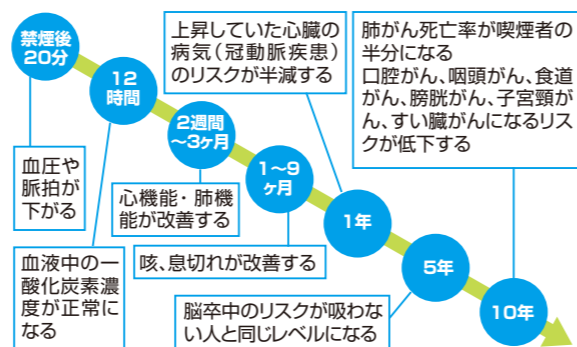 禁煙後
20分
血圧や
脈拍が
下がる
12
時間
血液中の一
酸化炭素濃
度が正常に
なる
2週間
〜3ヶ月
心機能・肺機
能が改善する
1〜9
ヶ月
咳、息切れが改善する
1年
上昇していた心臓の
病気(冠動脈疾患)
のリスクが半減する
5年
脳卒中のリスクが吸わな
い人と同じレベルになる
10年
肺がん死亡率が喫煙者の
半分になる
口腔がん、咽頭がん、食道
がん、膀胱がん、子宮頸が
ん、すい臓がんになるリス
クが低下する